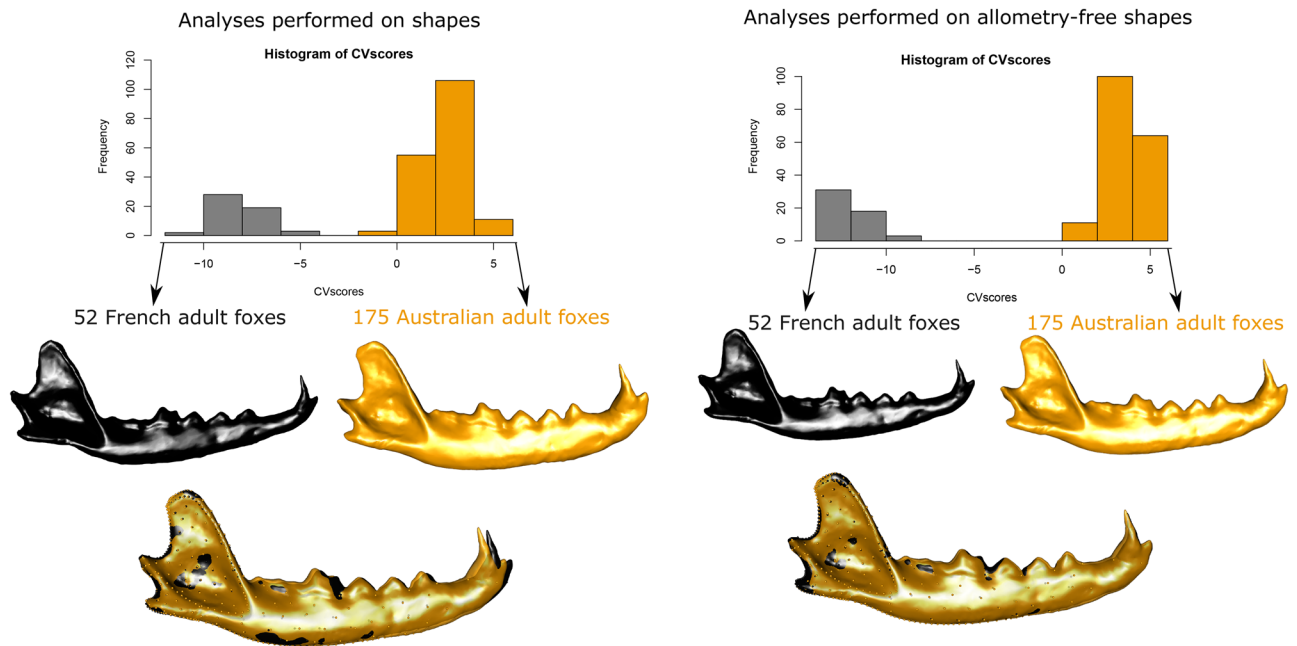 Analyses performed on shapes
Histogram of CVscores
Frequency
0
20
40
60
80
100
120
−10
−5
0
5
CVscores
52 French adult foxes
175 Australian adult foxes
Analyses performed on allometry-free shapes
Histogram of CVscores
Frequency
0
20
40
60
80
100
−10
−5
0
5
CVscores
52 French adult foxes
175 Australian adult foxes